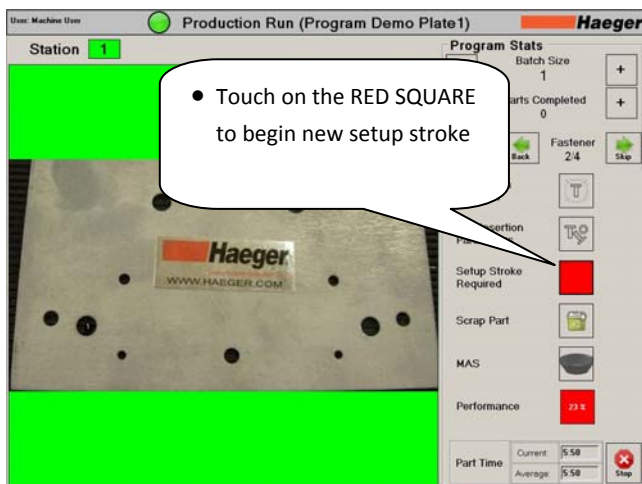 User: Machine User
Production Run (Program Demo Plate1)
Haeger
Station 1
Program Stats
Batch Size
1
+
Parts Completed
0
+
• Touch on the RED SQUARE
to begin new setup stroke
Back
Fastener
2/4
Skip
T
Insertion
Setup Stroke
Required
Haeger
WWW.HAEGER.COM
1
Scrap Part
MAS
Performance
23 %
Part Time
Current: 5.50
Average: 5.50
Stop